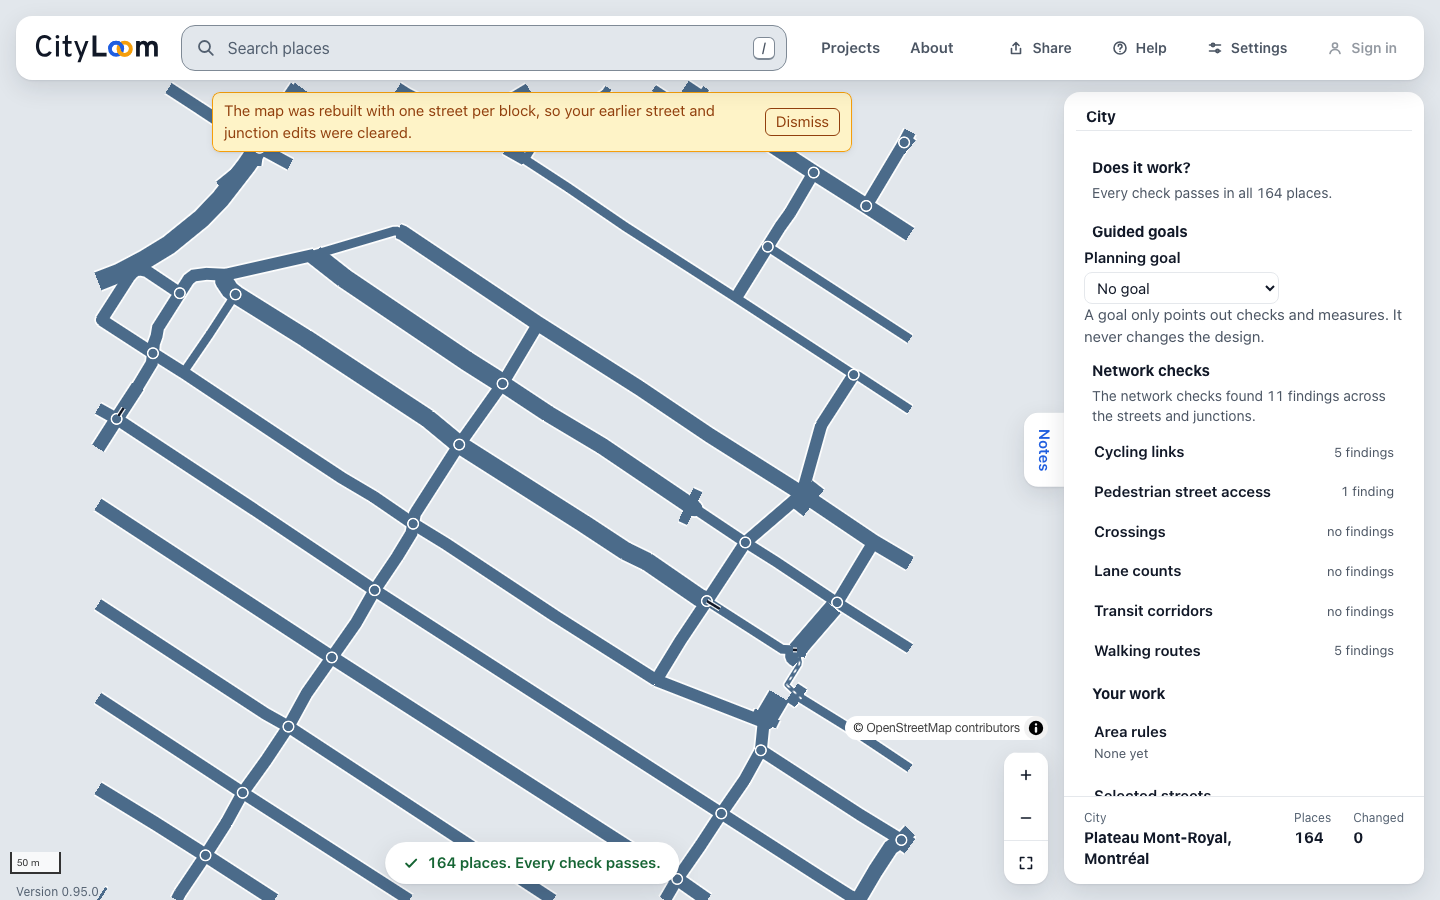 CityLoom
Search places
/
Projects
About
Share
Help
Settings
Sign in
The map was rebuilt with one street per block, so your earlier street and
junction edits were cleared.
Dismiss
City
Does it work?
Every check passes in all 164 places.
Guided goals
Planning goal
No goal
A goal only points out checks and measures. It
never changes the design.
Network checks
The network checks found 11 findings across
the streets and junctions.
Cycling links
5 findings
Pedestrian street access
1 finding
Crossings
no findings
Lane counts
no findings
Transit corridors
no findings
Walking routes
5 findings
Your work
Area rules
None yet
Selected streets
City
Plateau Mont-Royal,
Montréal
Places
164
Changed
0
Notes
© OpenStreetMap contributors
+
−
164 places. Every check passes.
50 m
Version 0.95.0